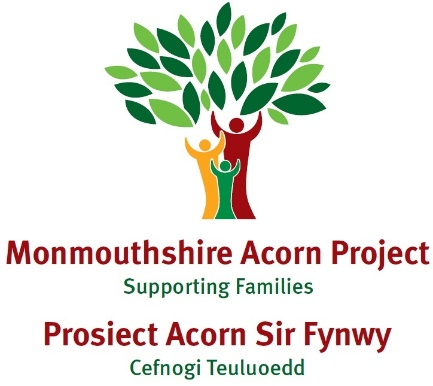 Monmouthshire Acorn Project
Supporting Families
Prosiect Acorn Sir Fynwy
Cefnogi Teuluoedd